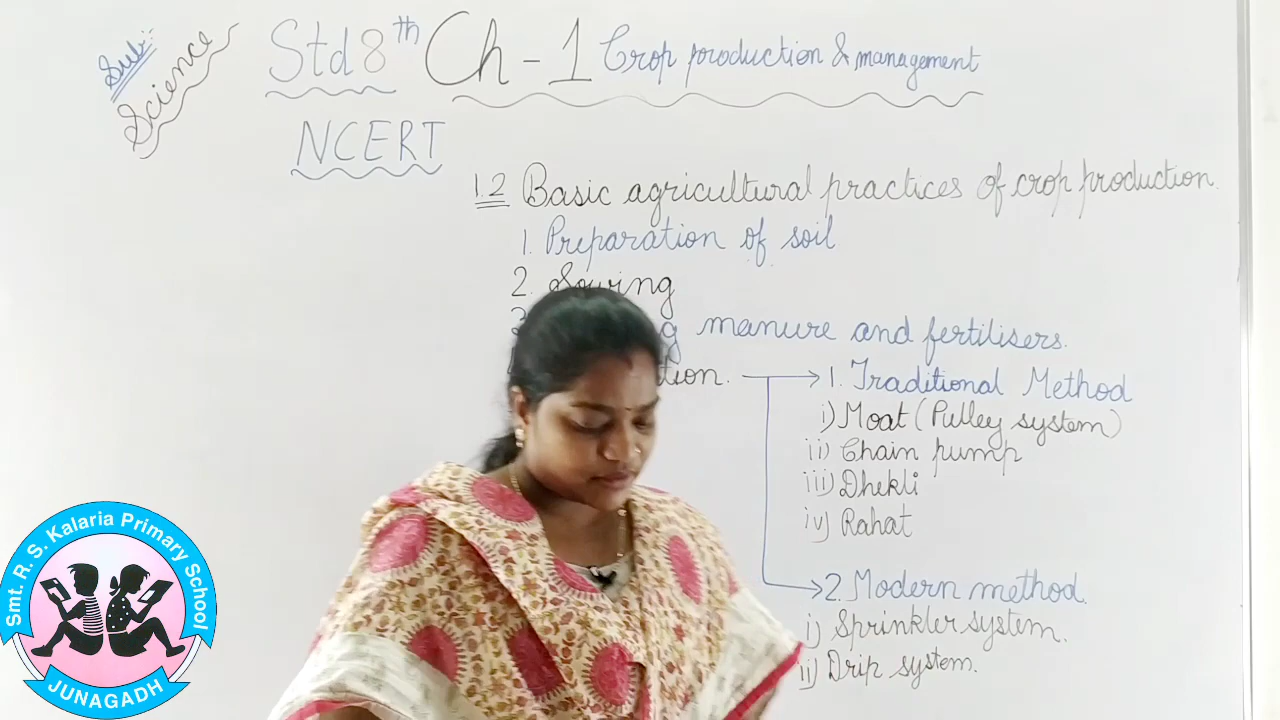 Sub:-
Science
Std 8th Ch - 1 Crop production & management
NCERT
1.2 Basic agricultural practices of crop production.
1. Preparation of soil
2. Sowing
3 g manure and fertilisers.
tion. → 1. Traditional Method
i) Moat (Pulley system)
ii) Chain pump
iii) Dhekli
iv) Rahat
2. Modern method.
i) Sprinkler system.
ii) Drip system.
Smt. R. S. Kalaria Primary School
JUNAGADH